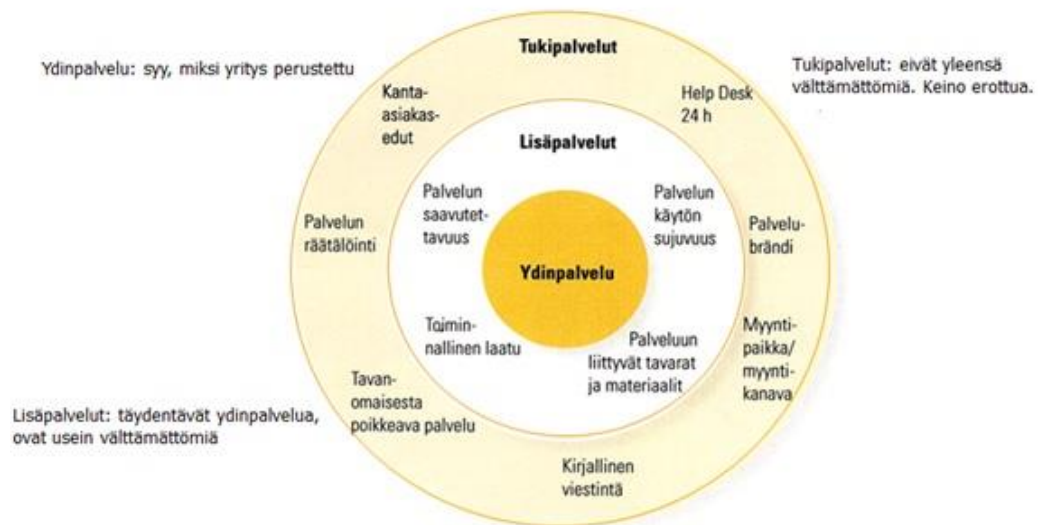 Tukipalvelut
Ydinpalvelu: syy, miksi yritys perustettu
Tukipalvelut: eivät yleensä
välttämättömiä. Keino erottua.
Kanta-
asiakas-
edut
Help Desk
24 h
Lisäpalvelut
Palvelun
saavutet-
tavuus
Palvelun
käytön
sujuvuus
Palvelun
räätälöinti
Palvelu-
brändi
Ydinpalvelu
Toimin-
nallinen laatu
Palveluun
liittyvät tavarat
ja materiaalit
Myynti-
paikka/
myynti-
kanava
Tavan-
omaisesta
poikkeava palvelu
Lisäpalvelut: täydentävät ydinpalvelua,
ovat usein välttämättömiä
Kirjallinen
viestintä